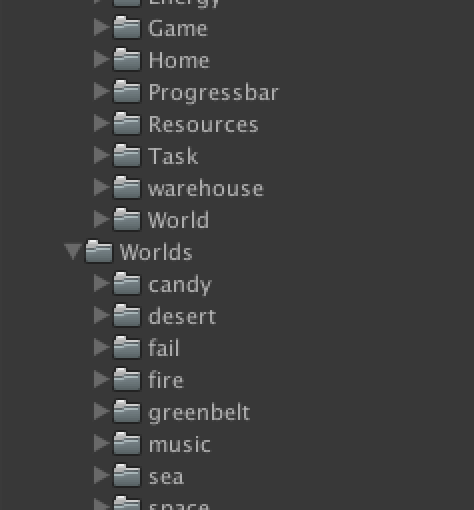 Energy
Game
Home
Progressbar
Resources
Task
warehouse
World
Worlds
candy
desert
fail
fire
greenbelt
music
sea
space